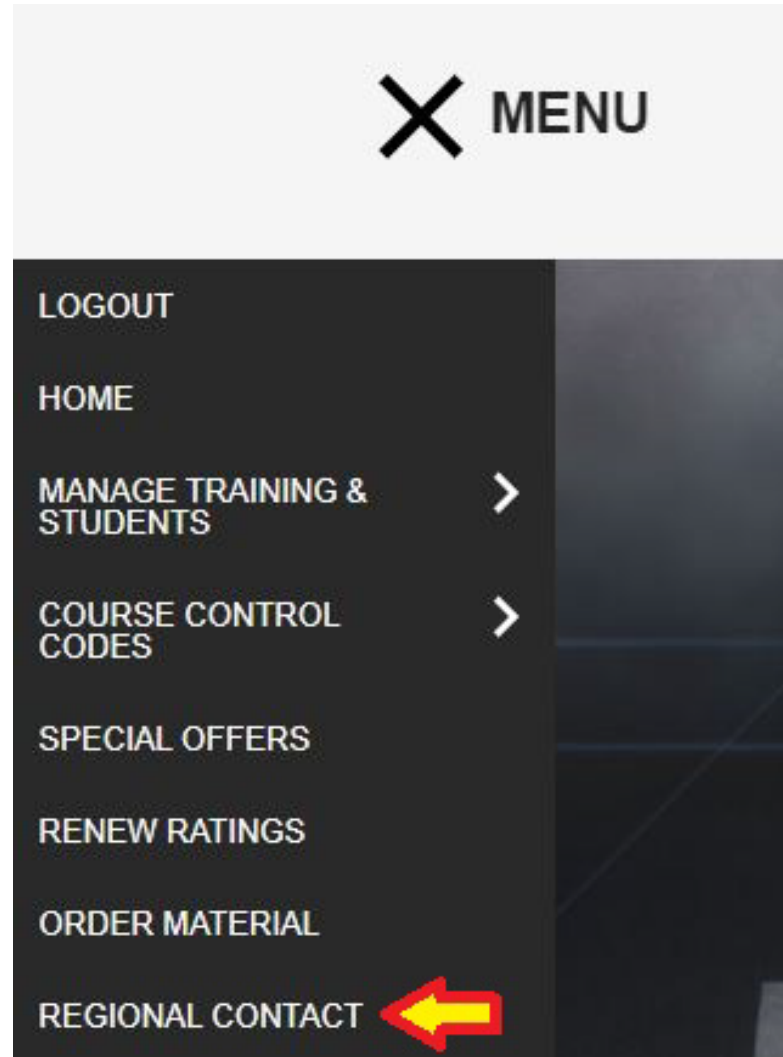 MENU
LOGOUT
HOME
MANAGE TRAINING &
STUDENTS
COURSE CONTROL
CODES
SPECIAL OFFERS
RENEW RATINGS
ORDER MATERIAL
REGIONAL CONTACT